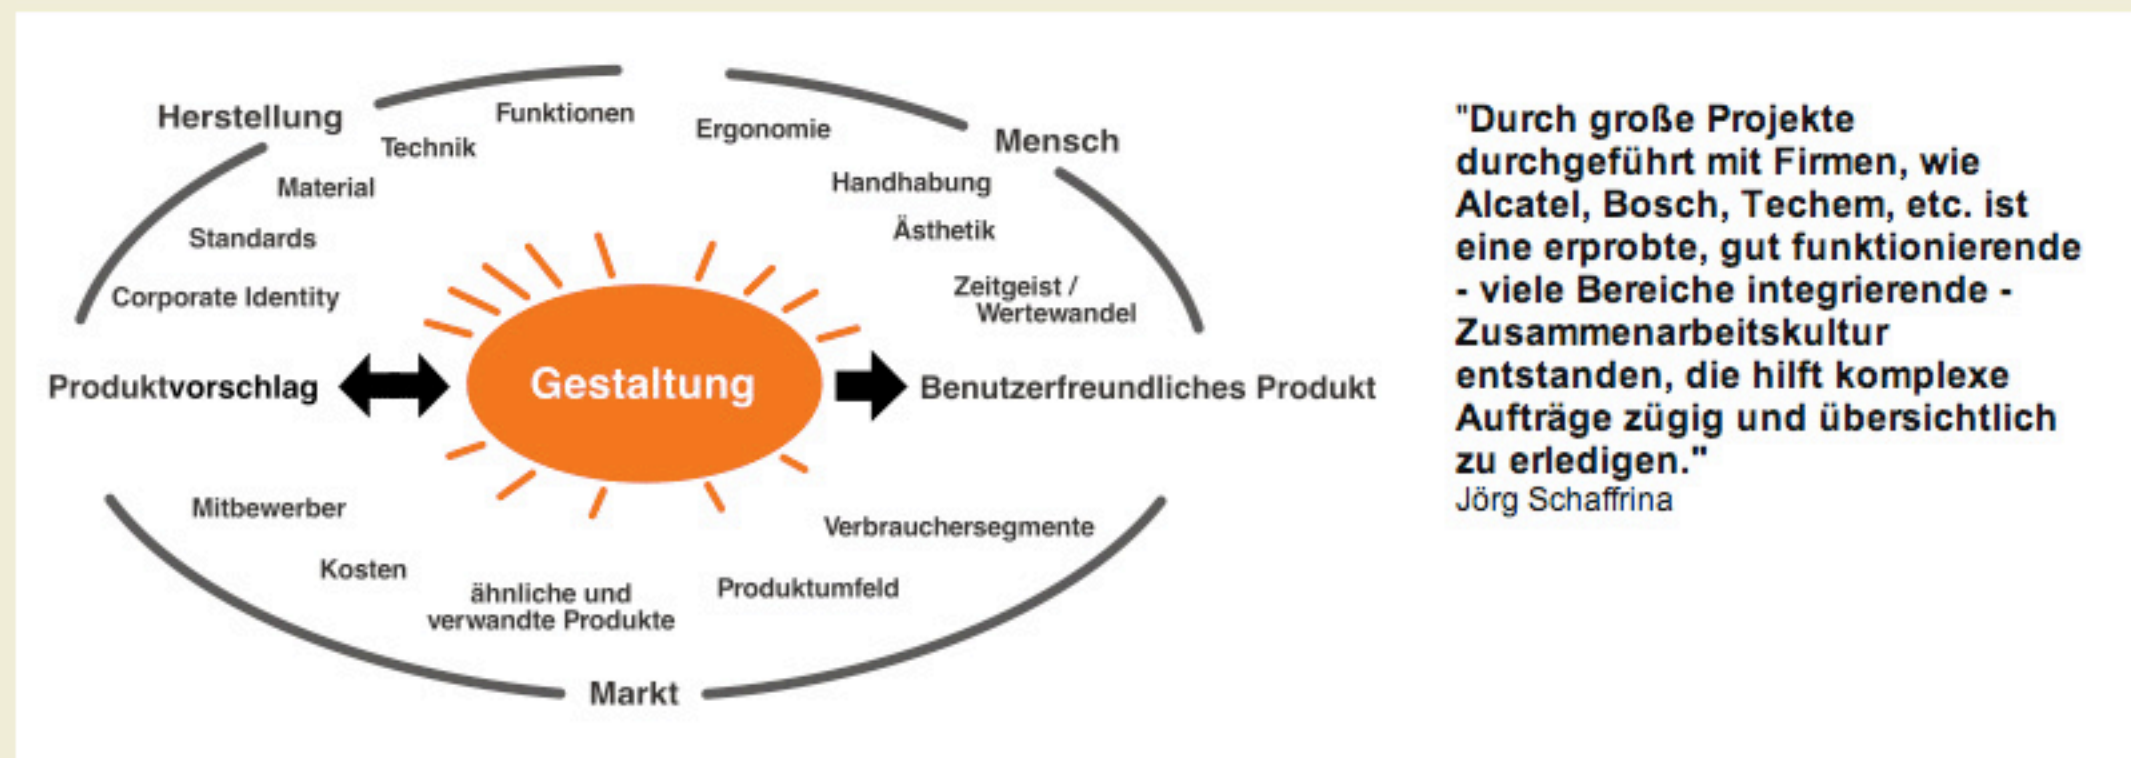 Herstellung
Funktionen
Technik
Ergonomie
Mensch
Material
Handhabung
Standards
Ästhetik
Corporate Identity
Zeitgeist /
Wertewandel
Produktvorschlag
Gestaltung
Benutzerfreundliches Produkt
Mitbewerber
Verbrauchersegmente
Kosten
ähnliche und
verwandte Produkte
Produktumfeld
Markt
"Durch große Projekte
durchgeführt mit Firmen, wie
Alcatel, Bosch, Techem, etc. ist
eine erprobte, gut funktionierende
- viele Bereiche integrierende -
Zusammenarbeitskultur
entstanden, die hilft komplexe
Aufträge zügig und übersichtlich
zu erledigen."
Jörg Schaffrina